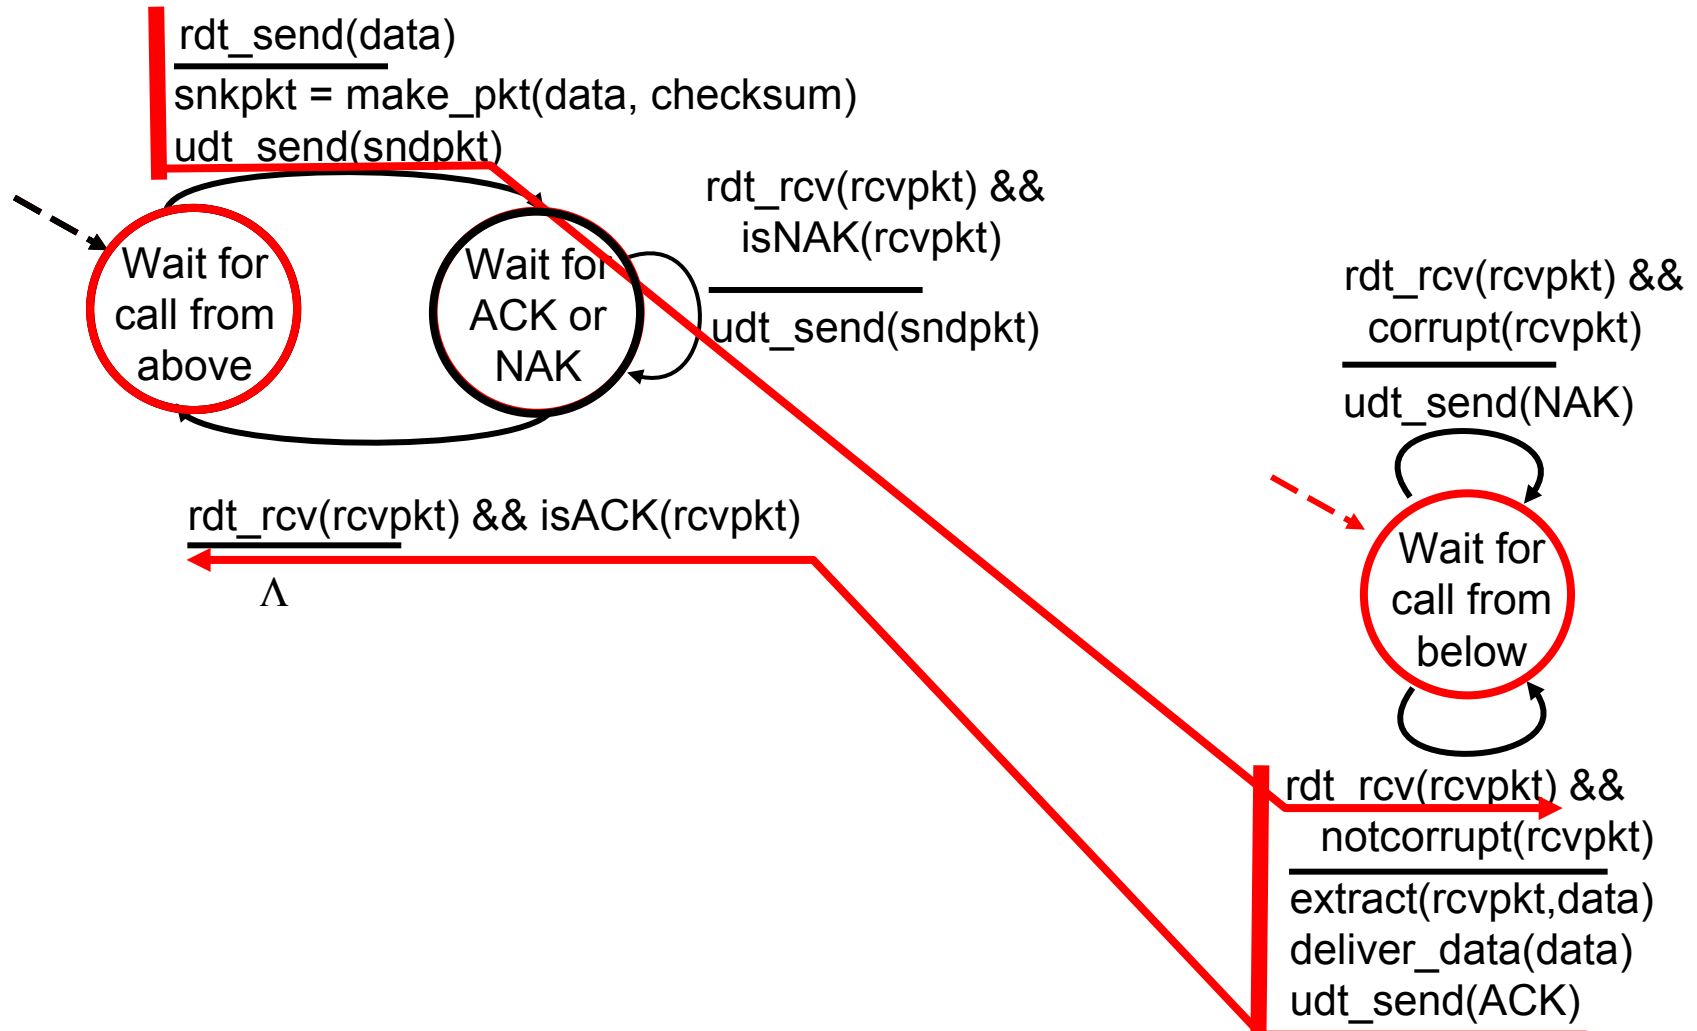 rdt_send(data)
snkpkt = make_pkt(data, checksum)
udt_send(sndpkt)
rdt_rcv(rcvpkt) &&
isNAK(rcvpkt)
udt_send(sndpkt)
Wait for
call from
above
Wait for
ACK or
NAK
rdt_rcv(rcvpkt) && isACK(rcvpkt)
Λ
rdt_rcv(rcvpkt) &&
corrupt(rcvpkt)
udt_send(NAK)
Wait for
call from
below
rdt_rcv(rcvpkt) &&
notcorrupt(rcvpkt)
extract(rcvpkt,data)
deliver_data(data)
udt_send(ACK)